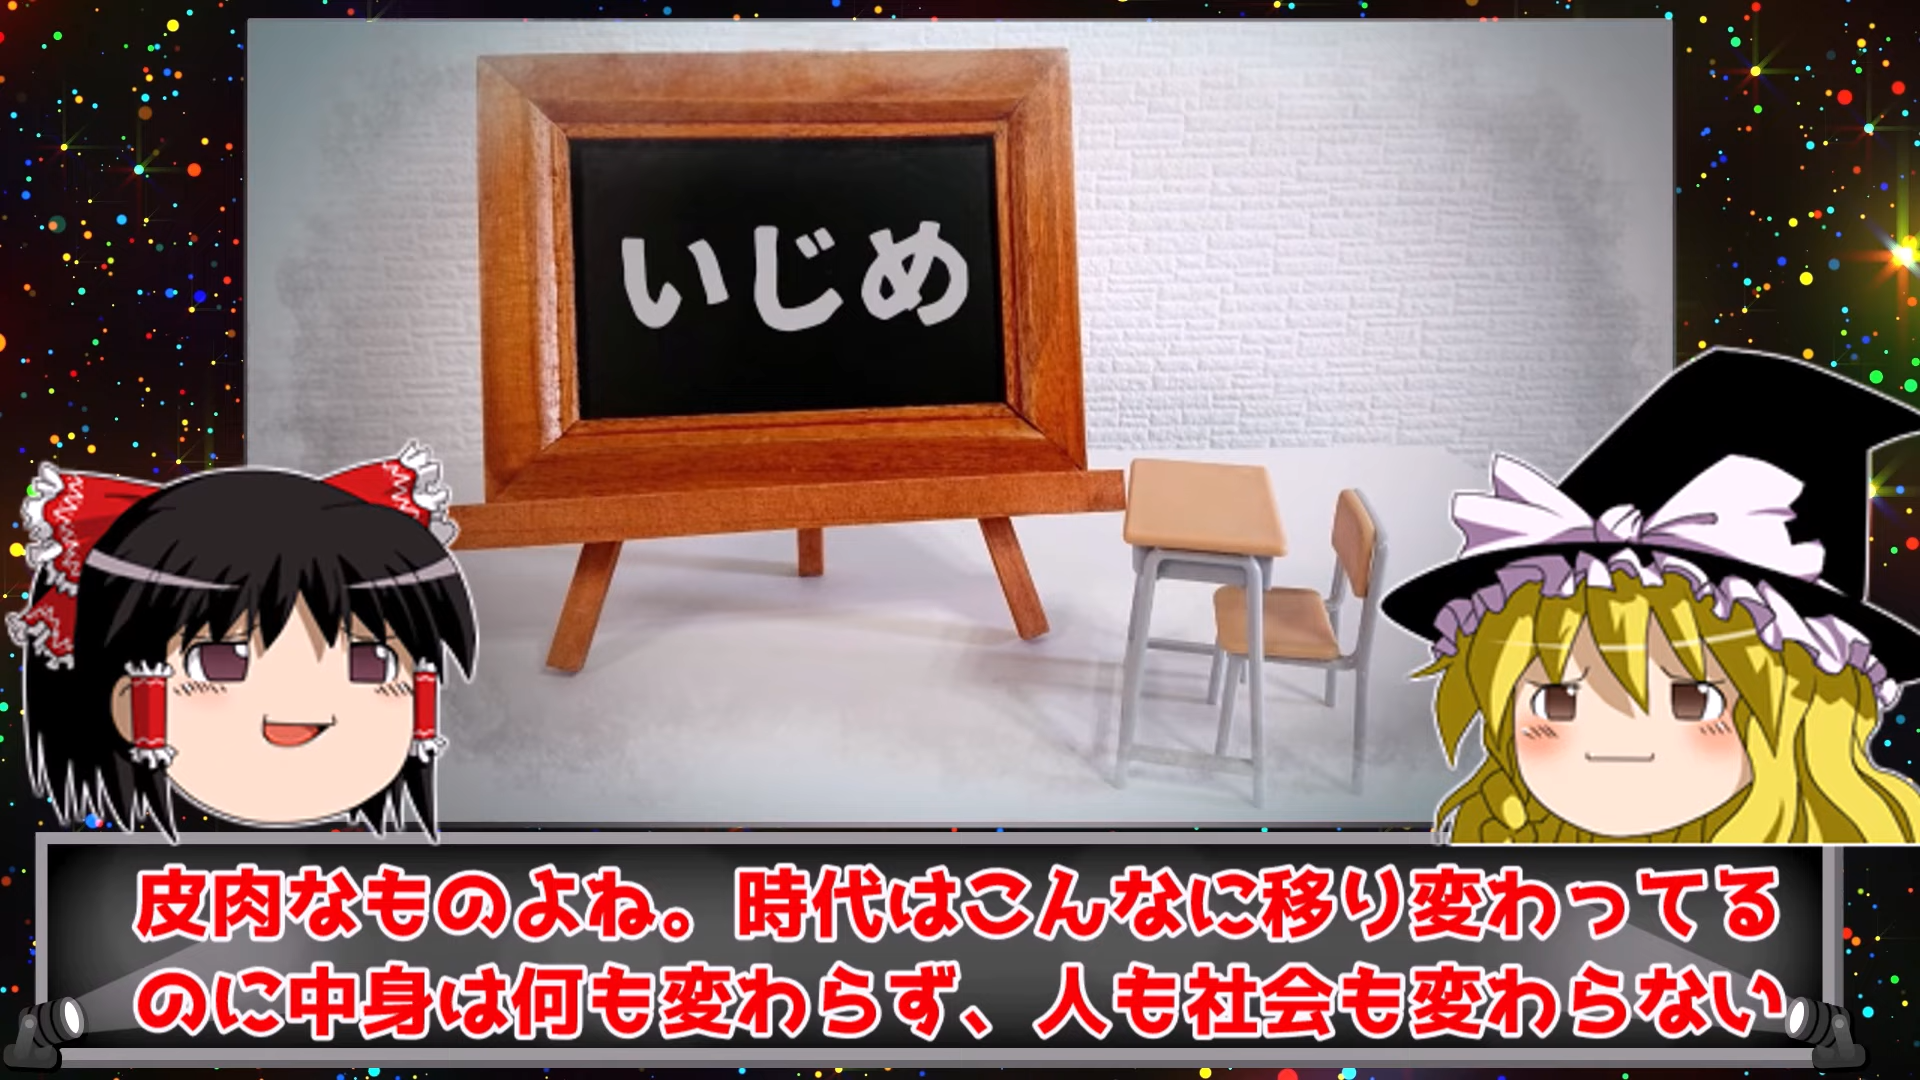 いじめ
皮肉なものよね。時代はこんなに移り変わってる
のに中身は何も変わらず、人も社会も変わらない